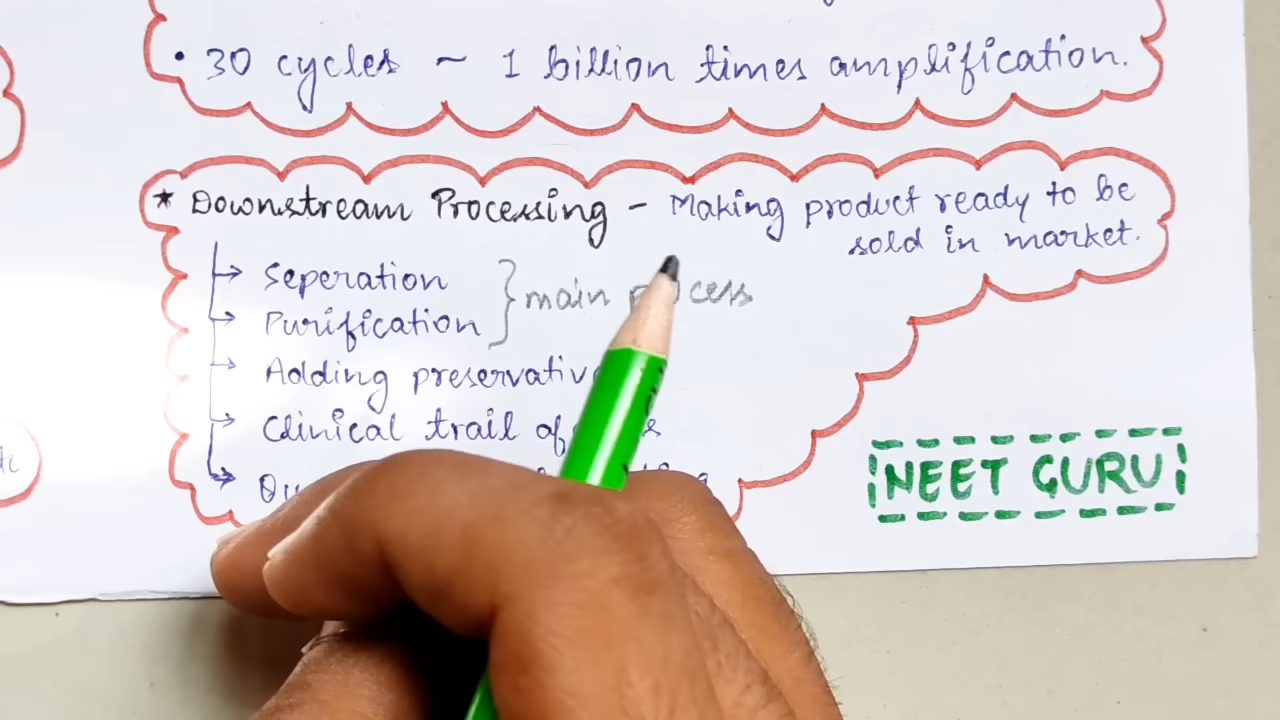 • 30 cycles ~ 1 billion times amplification.
★ Downstream Processing - Making product ready to be
sold in market.
→ Seperation
→ Purification } main process
→ Adding
→ Clinical trail
NEET GURU